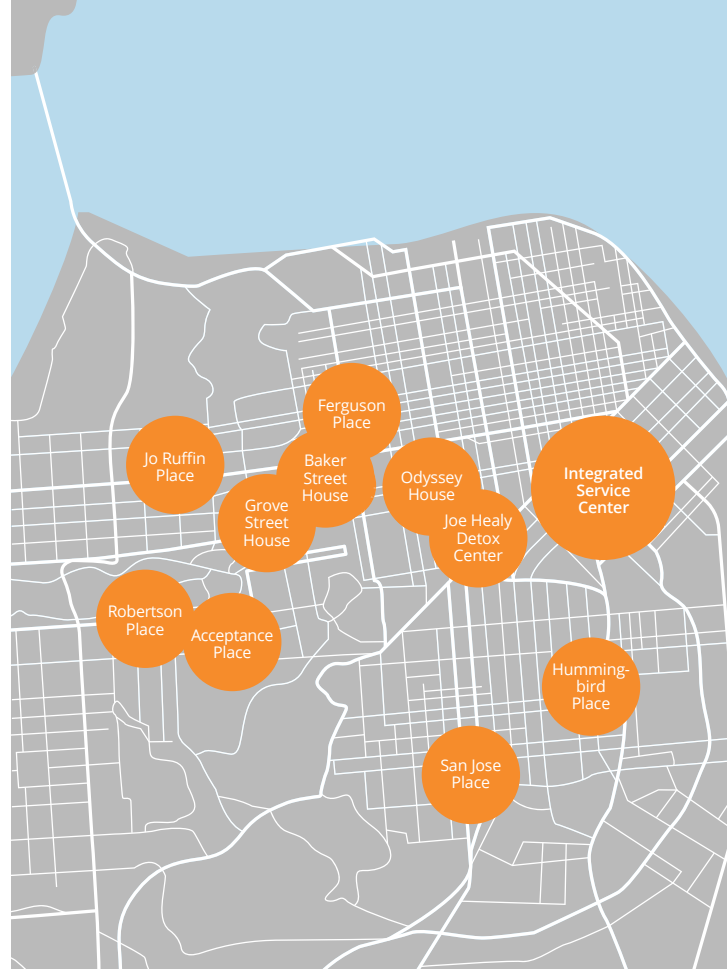 Ferguson
Place
Jo Ruffin
Place
Baker
Street
House
Odyssey
House
Integrated
Service
Center
Grove
Street
House
Joe Healy
Detox
Center
Robertson
Place
Acceptance
Place
Humming-
bird
Place
San Jose
Place